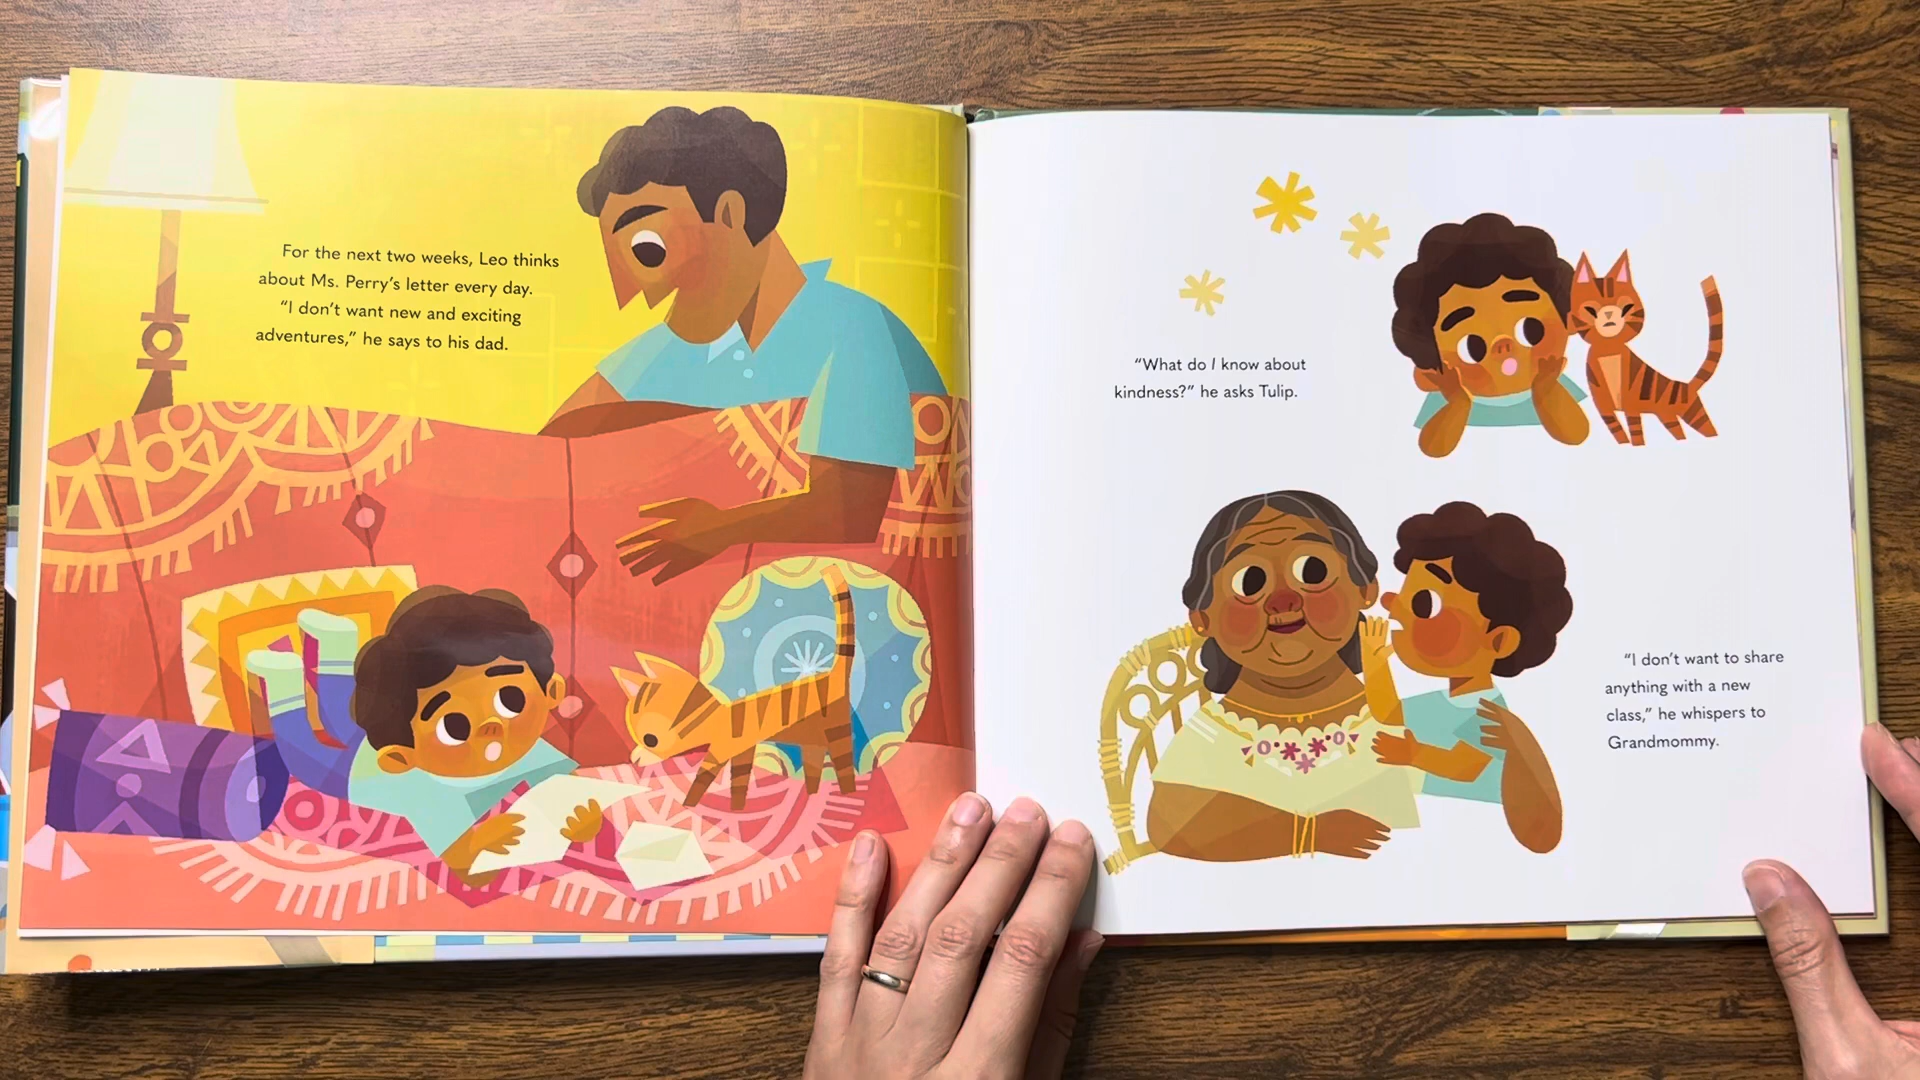 For the next two weeks, Leo thinks
about Ms. Perry’s letter every day.
“I don’t want new and exciting
adventures,” he says to his dad.
“What do I know about
kindness?” he asks Tulip.
“I don’t want to share
anything with a new
class,” he whispers to
Grandmommy.